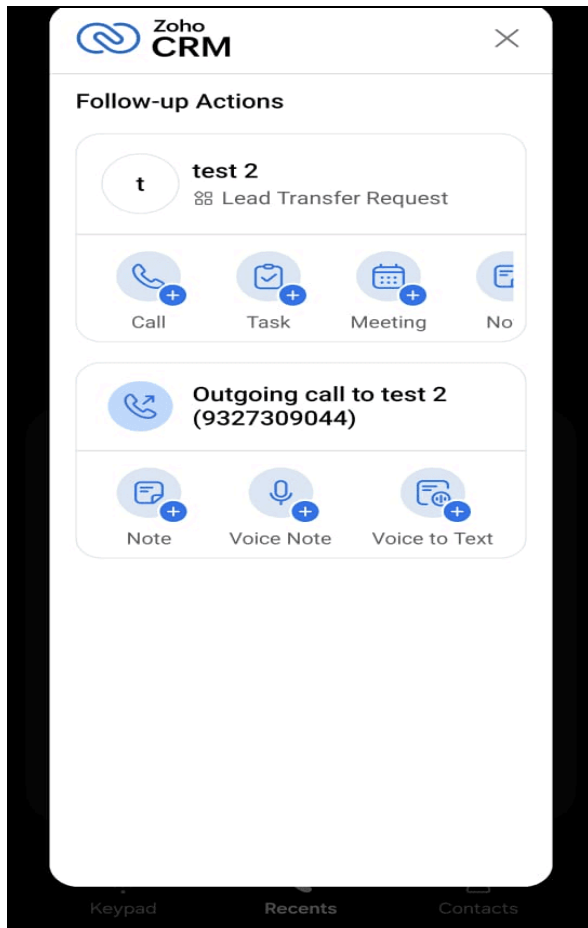 Zoho
CRM
Follow-up Actions
t
test 2
Lead Transfer Request
Call
Task
Meeting
No
Outgoing call to test 2
(9327309044)
Note
Voice Note
Voice to Text
Keypad
Recents
Contacts